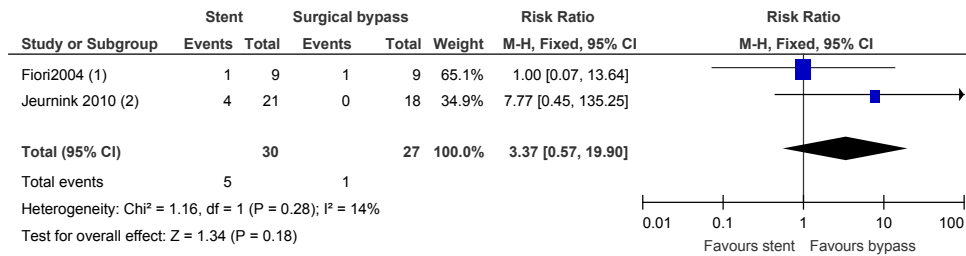 Stent Surgical bypass Risk Ratio Risk Ratio
Study or Subgroup Events Total Events Total Weight M-H, Fixed, 95% CI M-H, Fixed, 95% CI
Fiori2004 (1) 1 9 1 9 65.1% 1.00 [0.07, 13.64]
Jeurnink 2010 (2) 4 21 0 18 34.9% 7.77 [0.45, 135.25]
Total (95% CI) 30 27 100.0% 3.37 [0.57, 19.90]
Total events 5 1
Heterogeneity: Chi² = 1.16, df = 1 (P = 0.28); I² = 14%
Test for overall effect: Z = 1.34 (P = 0.18)
0.01 0.1 1 10 100
Favours stent Favours bypass